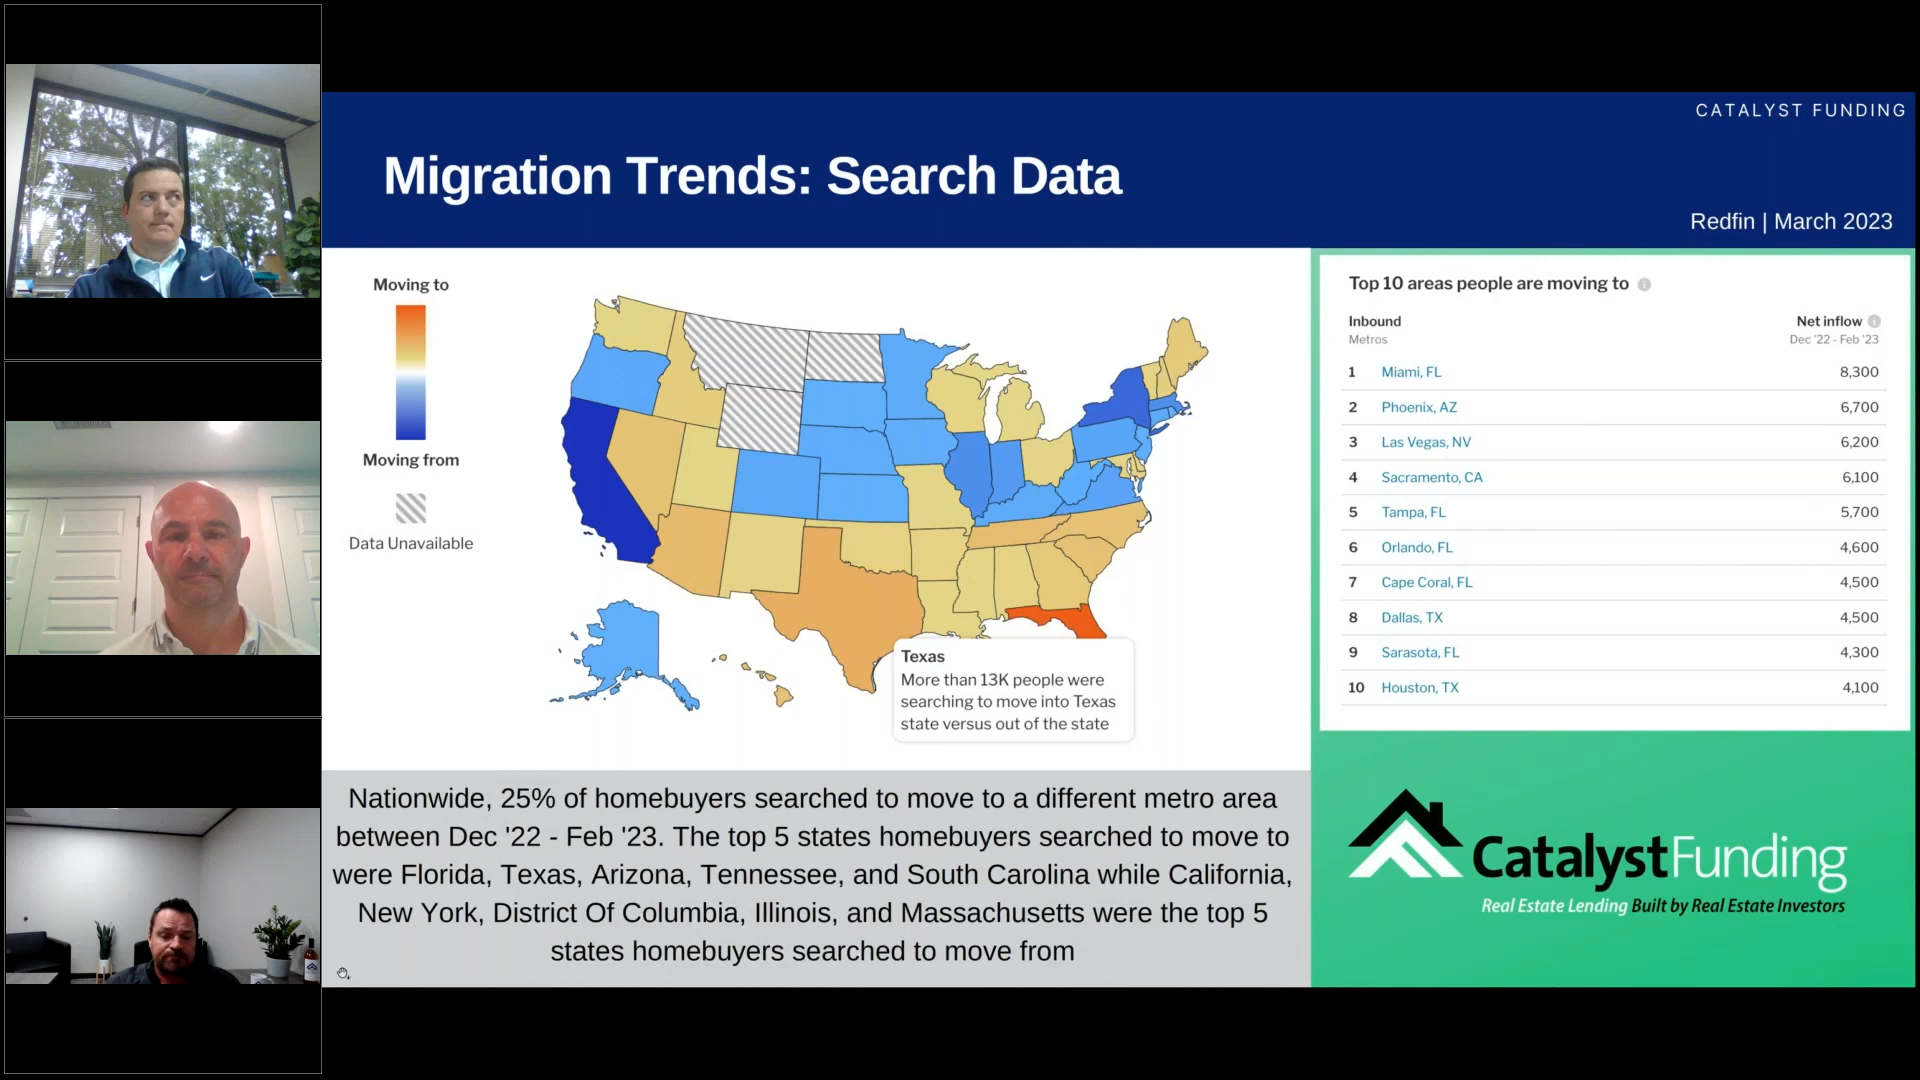 CATALYST FUNDING
Migration Trends: Search Data
Redfin | March 2023
Moving to
Moving from
Data Unavailable
Texas
More than 13K people were
searching to move into Texas
state versus out of the state
Nationwide, 25% of homebuyers searched to move to a different metro area
between Dec '22 - Feb '23. The top 5 states homebuyers searched to move to
were Florida, Texas, Arizona, Tennessee, and South Carolina while California,
New York, District Of Columbia, Illinois, and Massachusetts were the top 5
states homebuyers searched to move from
Top 10 areas people are moving to
Inbound Net inflow
Metros Dec '22 - Feb '23
1 Miami, FL 8,300
2 Phoenix, AZ 6,700
3 Las Vegas, NV 6,200
4 Sacramento, CA 6,100
5 Tampa, FL 5,700
6 Orlando, FL 4,600
7 Cape Coral, FL 4,500
8 Dallas, TX 4,500
9 Sarasota, FL 4,300
10 Houston, TX 4,100
CatalystFunding
Real Estate Lending Built by Real Estate Investors